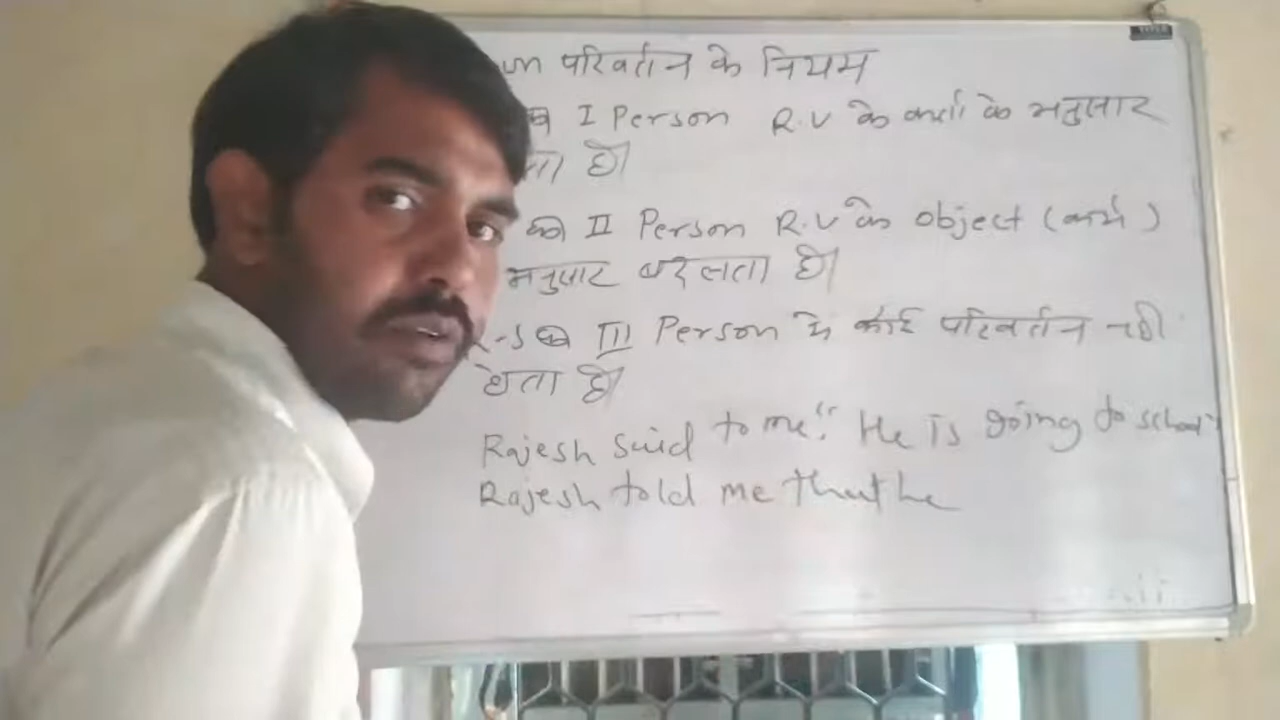 un परिवर्तन के नियम
I Person R.V के कर्ता के अनुसार
ता है।
की II Person R.V के object (कर्म)
अनुसार बदलता है।
R-S की III Person में कोई परिवर्तन नही
होता है।
Rajesh said to me." He is going to school"
Rajesh told me that he